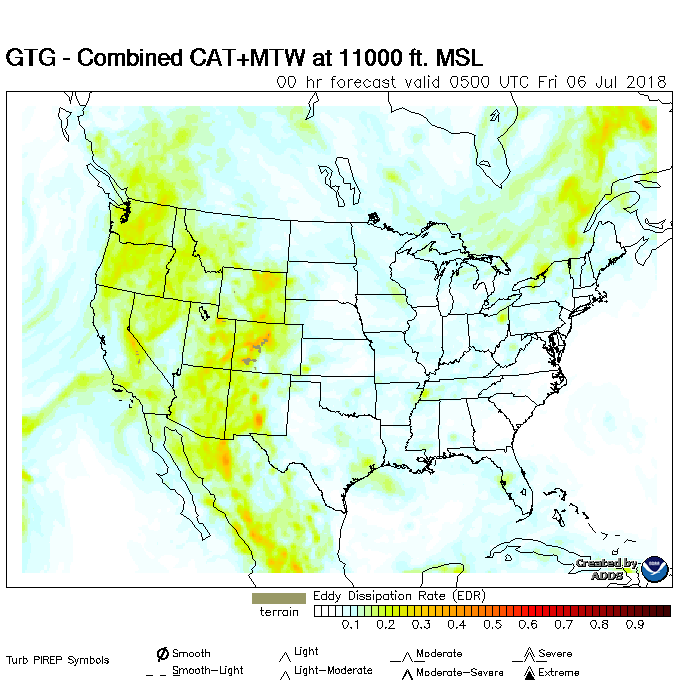 GTG - Combined CAT+MTW at 11000 ft. MSL
00 hr forecast valid 0500 UTC Fri 06 Jul 2018
Created by
ADDS
Eddy Dissipation Rate (EDR)
terrain
0.1 0.2 0.3 0.4 0.5 0.6 0.7 0.8 0.9
Turb PIREP Symbols
Smooth Light Moderate Severe
Smooth-Light Light-Moderate Moderate-Severe Extreme